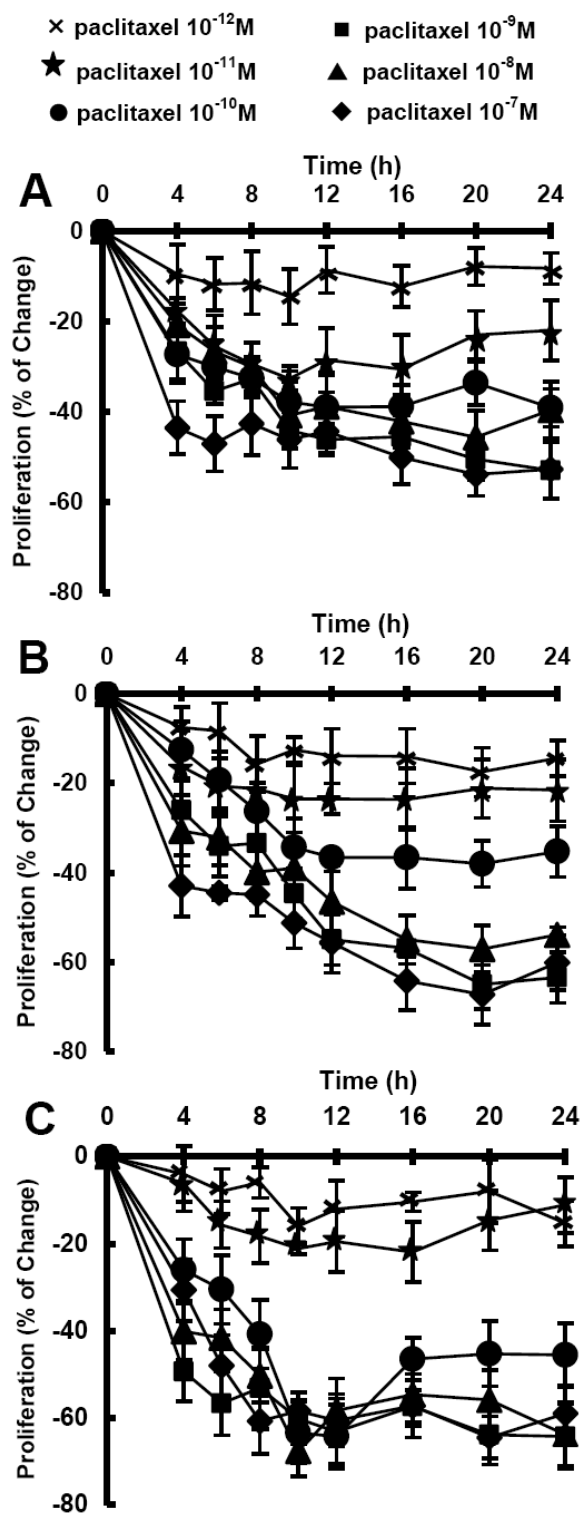 × paclitaxel 10⁻¹²M ■ paclitaxel 10⁻⁹M
★ paclitaxel 10⁻¹¹M ▲ paclitaxel 10⁻⁸M
● paclitaxel 10⁻¹⁰M ◆ paclitaxel 10⁻⁷M
A
Time (h)
0 4 8 12 16 20 24
Proliferation (% of Change)
0
-20
-40
-60
-80
B
Time (h)
0 4 8 12 16 20 24
Proliferation (% of Change)
0
-20
-40
-60
-80
C
Time (h)
0 4 8 12 16 20 24
Proliferation (% of Change)
0
-20
-40
-60
-80